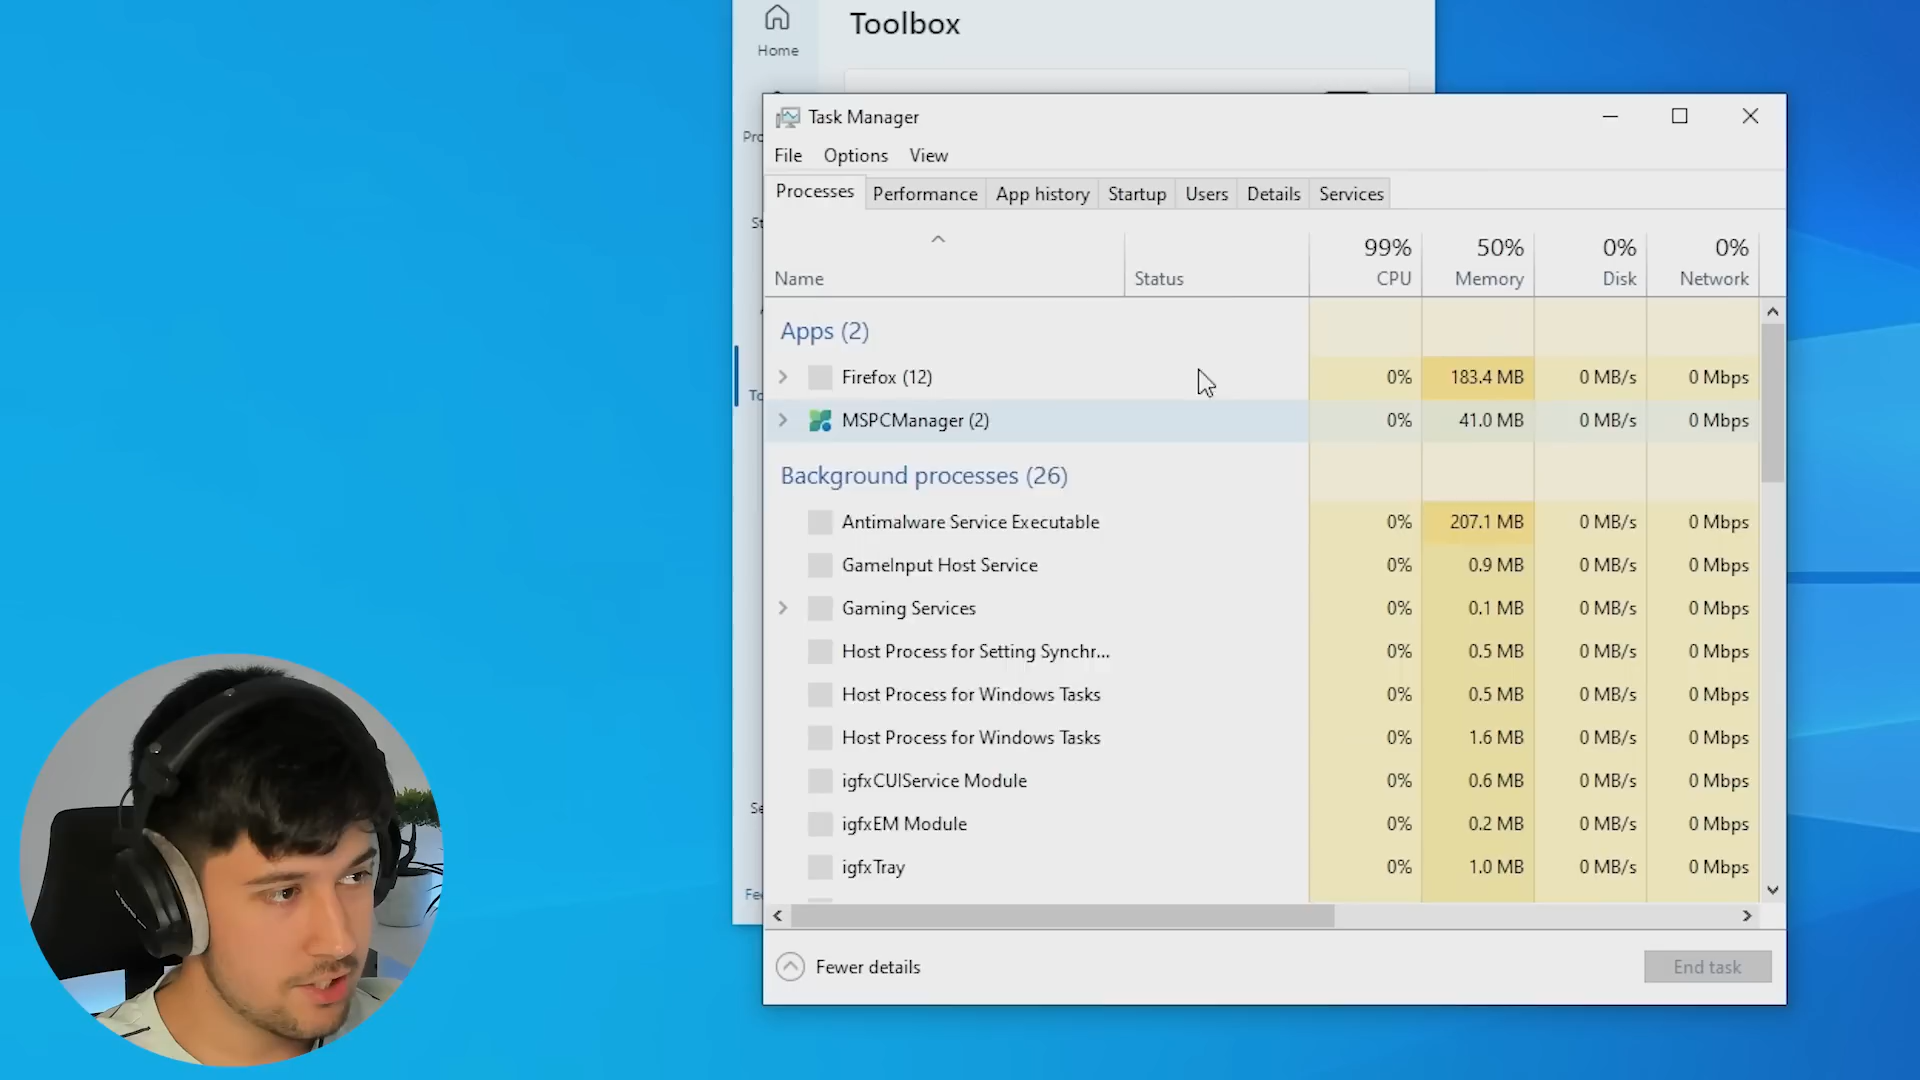 Home
Toolbox
Task Manager
File Options View
Processes Performance App history Startup Users Details Services
99% 50% 0% 0%
Name Status CPU Memory Disk Network
Apps (2)
Firefox (12) 0% 183.4 MB 0 MB/s 0 Mbps
MSPCManager (2) 0% 41.0 MB 0 MB/s 0 Mbps
Background processes (26)
Antimalware Service Executable 0% 207.1 MB 0 MB/s 0 Mbps
GameInput Host Service 0% 0.9 MB 0 MB/s 0 Mbps
Gaming Services 0% 0.1 MB 0 MB/s 0 Mbps
Host Process for Setting Synchr... 0% 0.5 MB 0 MB/s 0 Mbps
Host Process for Windows Tasks 0% 0.5 MB 0 MB/s 0 Mbps
Host Process for Windows Tasks 0% 1.6 MB 0 MB/s 0 Mbps
igfxCUIService Module 0% 0.6 MB 0 MB/s 0 Mbps
igfxEM Module 0% 0.2 MB 0 MB/s 0 Mbps
igfxTray 0% 1.0 MB 0 MB/s 0 Mbps
Fewer details End task